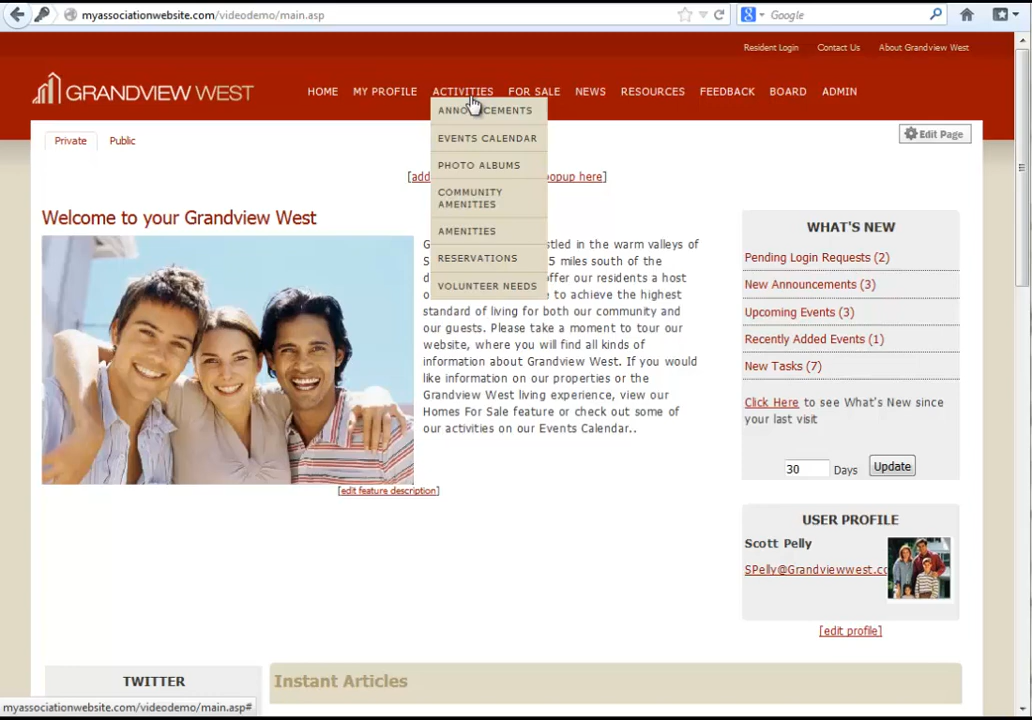 myassociationwebsite.com/videodemo/main.asp
Google
Resident Login Contact Us About Grandview West
GRANDVIEW WEST
HOME MY PROFILE ACTIVITIES FOR SALE NEWS RESOURCES FEEDBACK BOARD ADMIN
ANNOUNCEMENTS
EVENTS CALENDAR
PHOTO ALBUMS
COMMUNITY
AMENITIES
AMENITIES
RESERVATIONS
VOLUNTEER NEEDS
Private Public
Edit Page
[add popup here]
Welcome to your Grandview West
G stled in the warm valleys of
S 5 miles south of the
d offer our residents a host
o to achieve the highest
standard of living for both our community and
our guests. Please take a moment to tour our
website, where you will find all kinds of
information about Grandview West. If you would
like information on our properties or the
Grandview West living experience, view our
Homes For Sale feature or check out some of
our activities on our Events Calendar..
[edit feature description]
WHAT'S NEW
Pending Login Requests (2)
New Announcements (3)
Upcoming Events (3)
Recently Added Events (1)
New Tasks (7)
Click Here to see What's New since
your last visit
30 Days Update
USER PROFILE
Scott Pelly
SPelly@Grandviewwest.cc
[edit profile]
TWITTER
Instant Articles
myassociationwebsite.com/videodemo/main.asp#